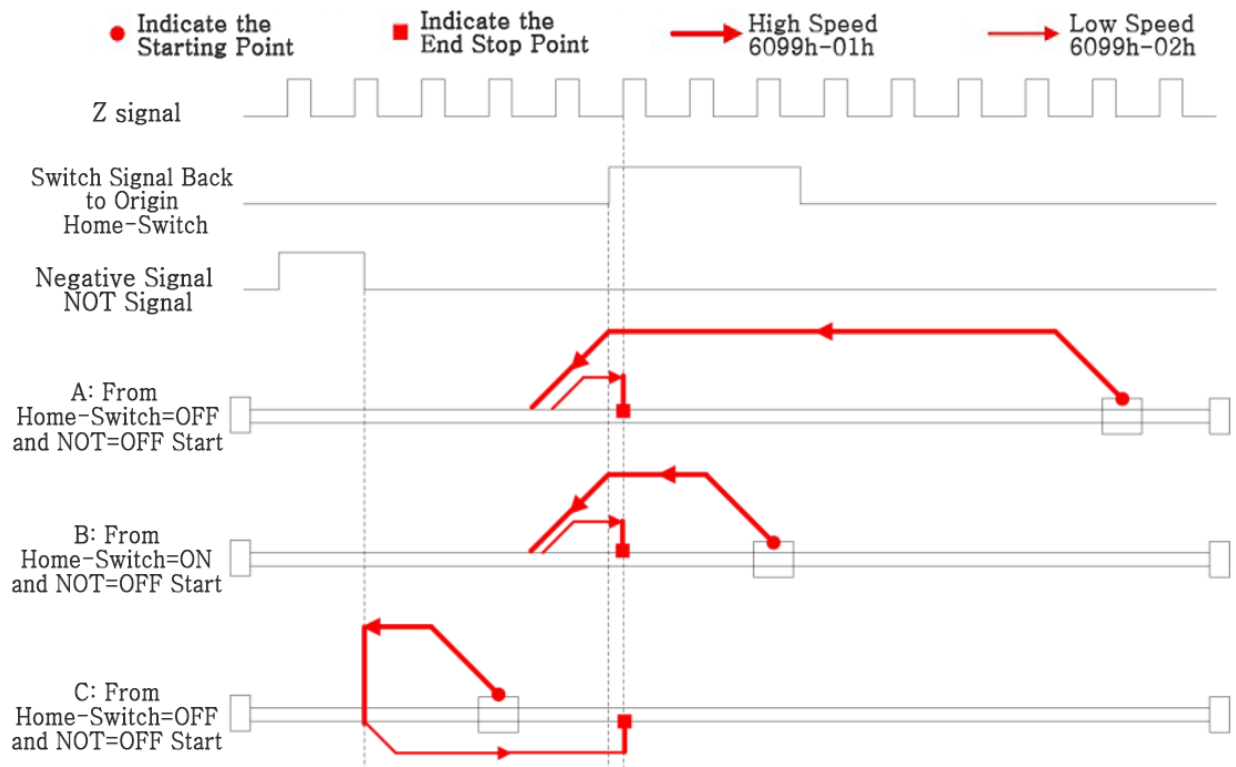 Indicate the
Starting Point
Indicate the
End Stop Point
High Speed
6099h-01h
Low Speed
6099h-02h
Z signal
Switch Signal Back
to Origin
Home-Switch
Negative Signal
NOT Signal
A: From
Home-Switch=OFF
and NOT=OFF Start
B: From
Home-Switch=ON
and NOT=OFF Start
C: From
Home-Switch=OFF
and NOT=OFF Start